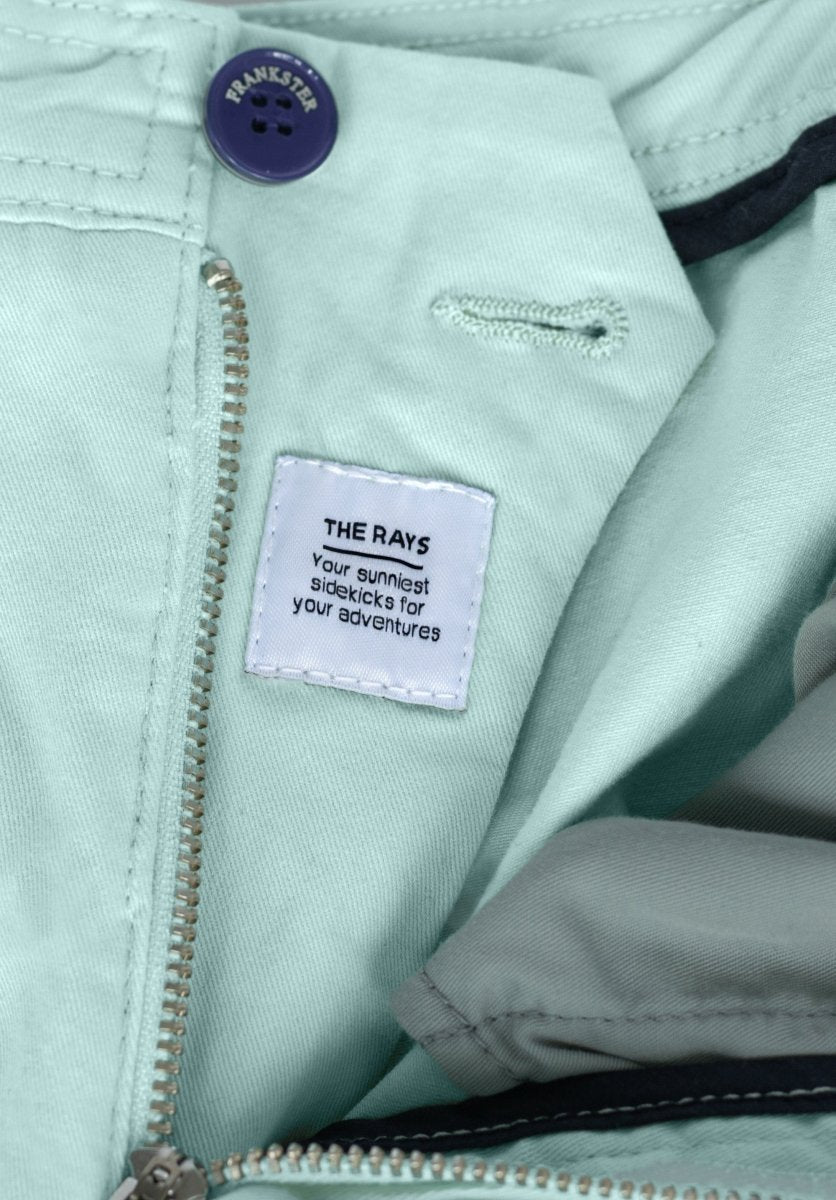 FRANKSTER
THE RAYS
Your sunniest
sidekicks for
your adventures